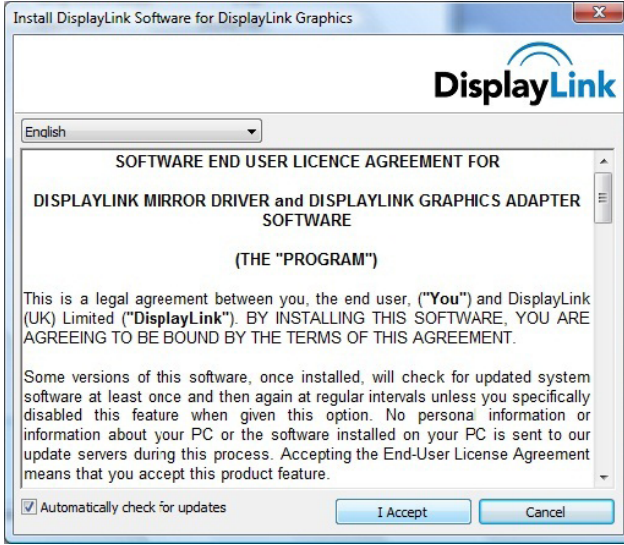 Install DisplayLink Software for DisplayLink Graphics
DisplayLink
English
SOFTWARE END USER LICENCE AGREEMENT FOR
DISPLAYLINK MIRROR DRIVER and DISPLAYLINK GRAPHICS ADAPTER
SOFTWARE
(THE "PROGRAM")
This is a legal agreement between you, the end user, ("You") and DisplayLink
(UK) Limited ("DisplayLink"). BY INSTALLING THIS SOFTWARE, YOU ARE
AGREEING TO BE BOUND BY THE TERMS OF THIS AGREEMENT.
Some versions of this software, once installed, will check for updated system
software at least once and then again at regular intervals unless you specifically
disabled this feature when given this option. No personal information or
information about your PC or the software installed on your PC is sent to our
update servers during this process. Accepting the End-User License Agreement
means that you accept this product feature.
Automatically check for updates
I Accept
Cancel